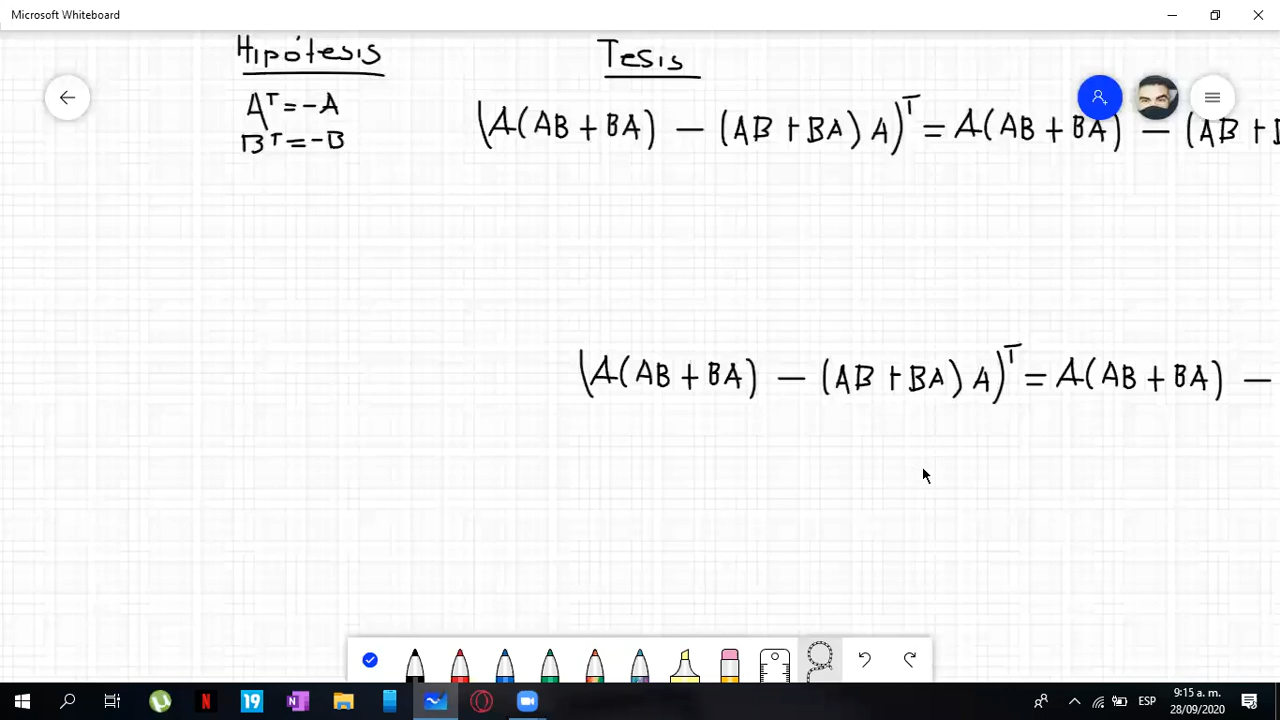 Microsoft Whiteboard
Hipótesis
Tesis
Aᵀ = -A
Bᵀ = -B
(A(AB + BA) - (AB + BA) A)ᵀ = A(AB + BA) - (AB + B
(A(AB + BA) - (AB + BA) A)ᵀ = A(AB + BA) -
19
N
N
ESP
9:15 a. m.
28/09/2020